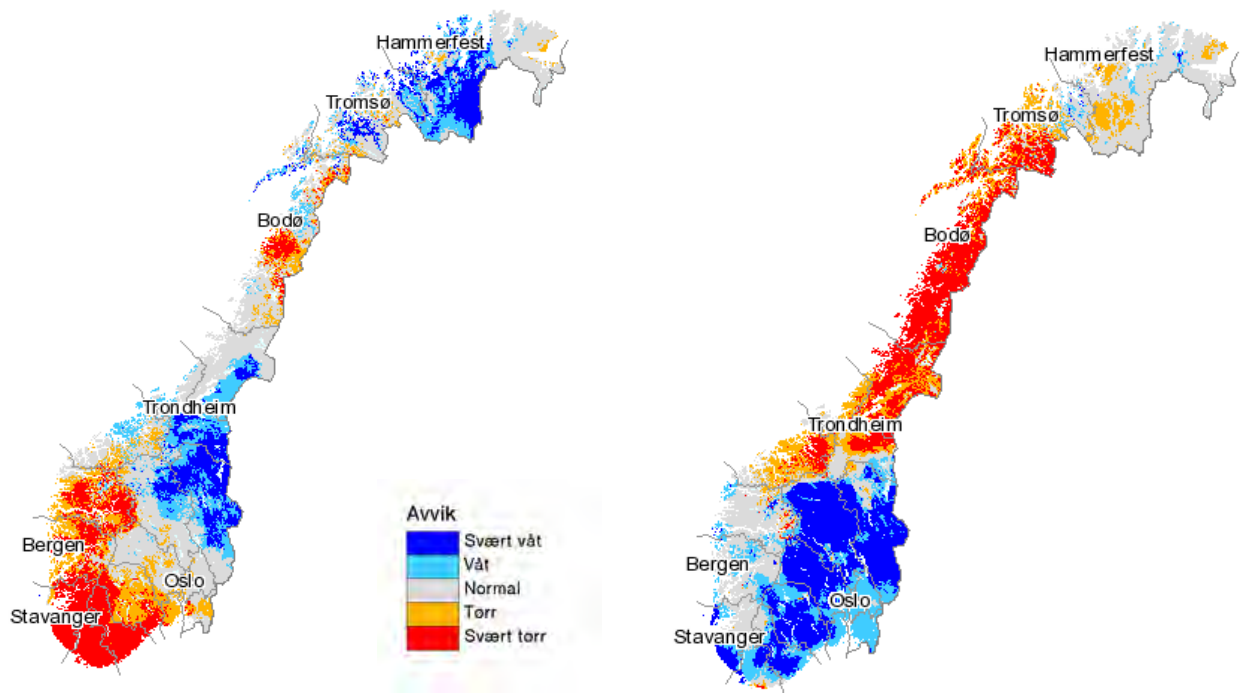 Hammerfest
Tromsø
Bodø
Trondheim
Bergen
Oslo
Stavanger
Avvik
Svært våt
Våt
Normal
Tørr
Svært tørr
Hammerfest
Tromsø
Bodø
Trondheim
Bergen
Oslo
Stavanger